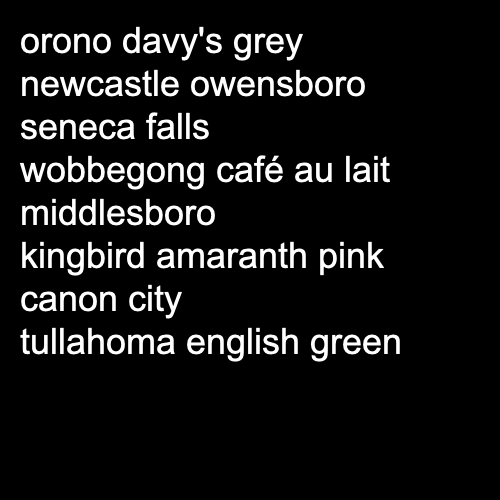 orono davy's grey
newcastle owensboro
seneca falls
wobbegong café au lait
middlesboro
kingbird amaranth pink
canon city
tullahoma english green